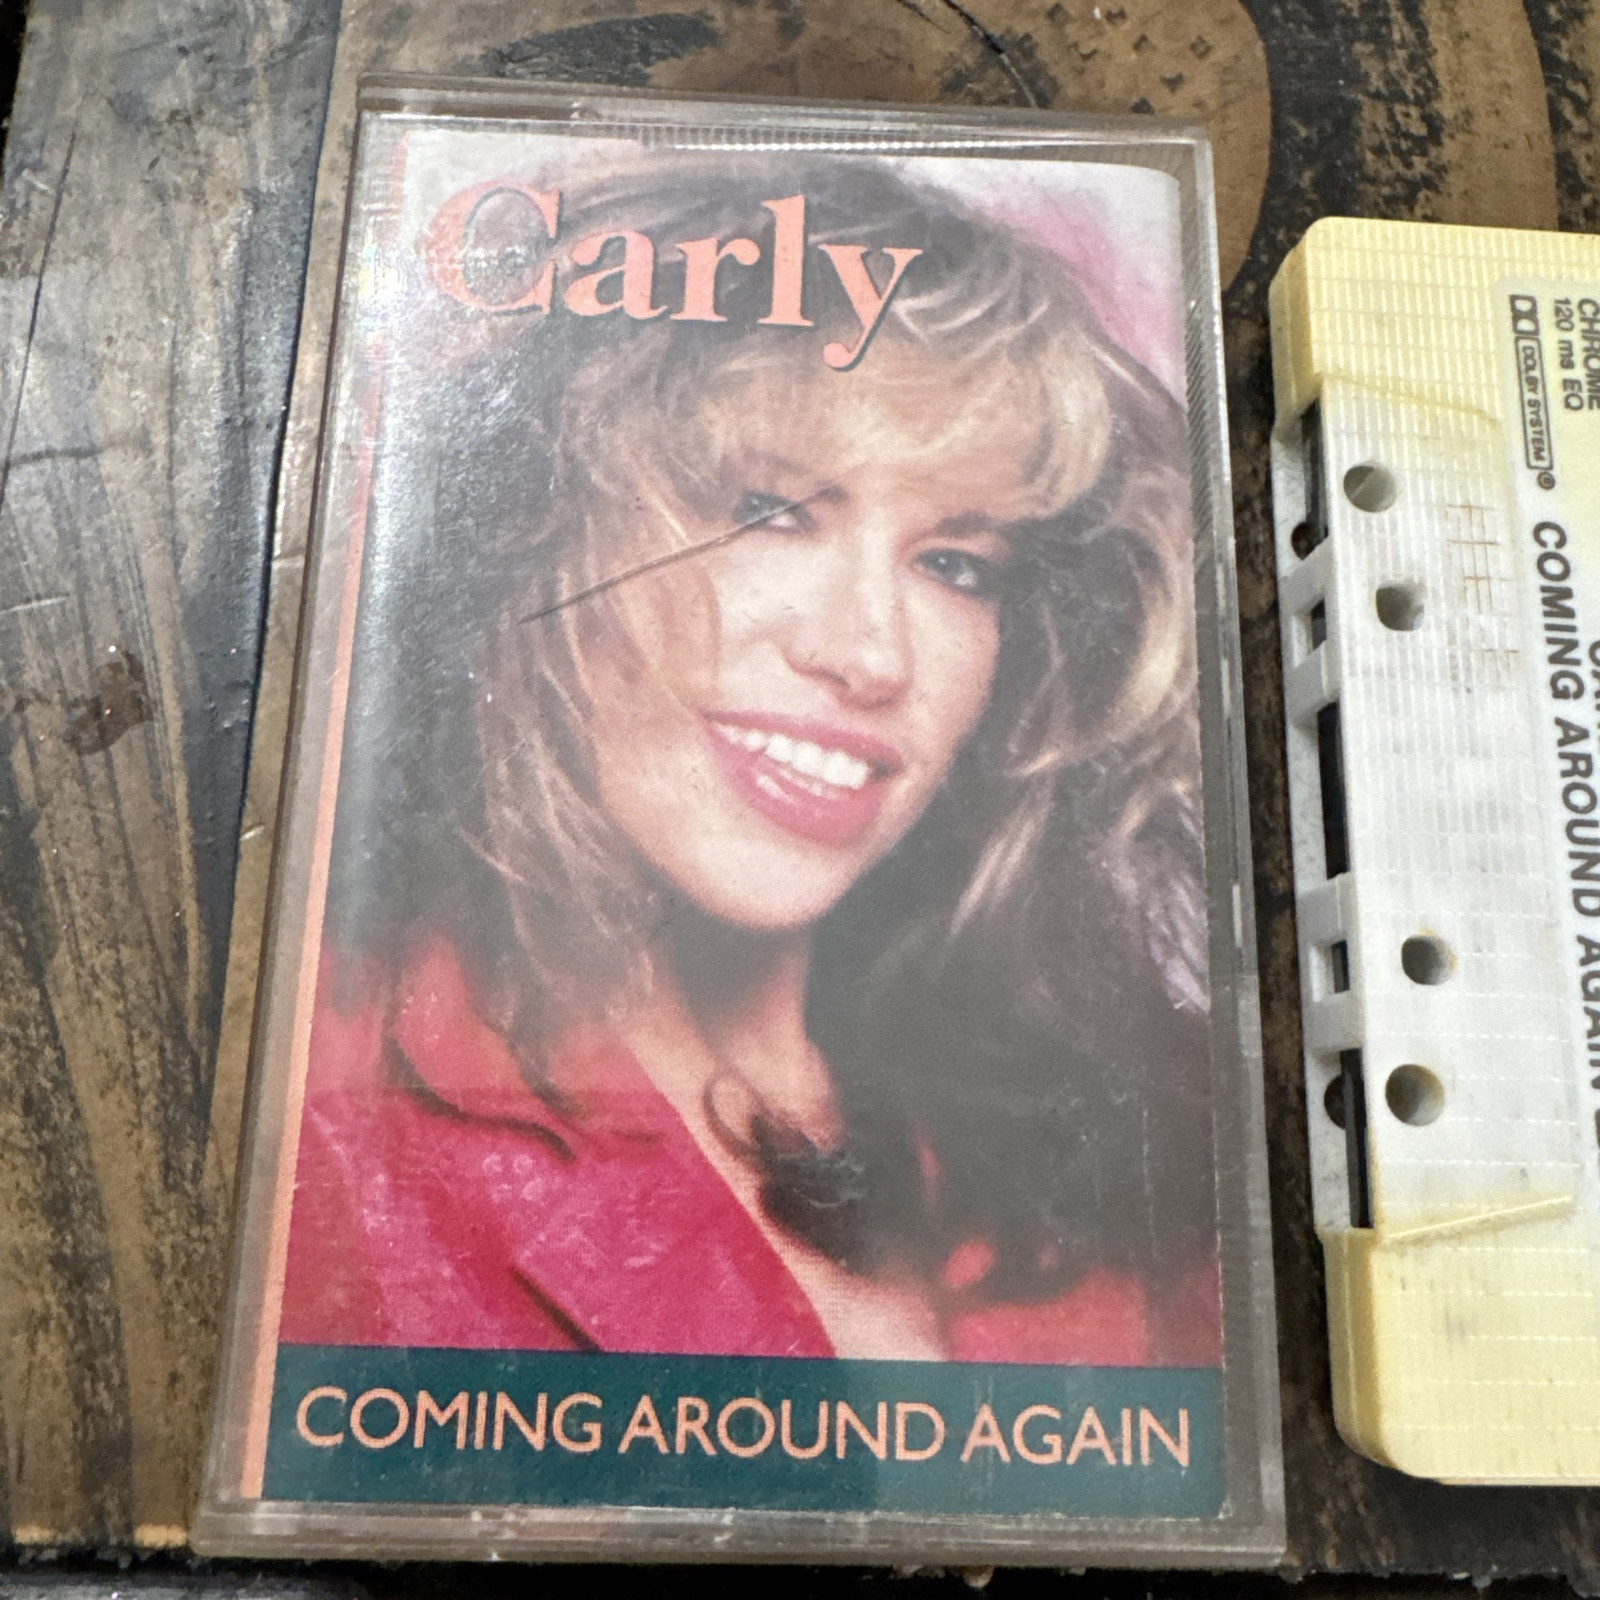 Carly
COMING AROUND AGAIN
CHROME
120 ms EQ
DOLBY SYSTEM ®
COMING AROUND AGAIN